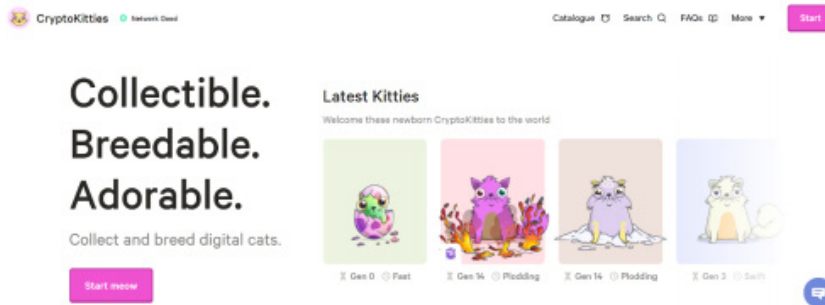 CryptoKitties
Network Good
Catalogue Search FAQs More
Start
Collectible.
Breedable.
Adorable.
Collect and breed digital cats.
Start meow
Latest Kitties
Welcome these newborn CryptoKitties to the world
Gen 0 Fast
Gen 14 Plodding
Gen 14 Plodding
Gen 3 Swift